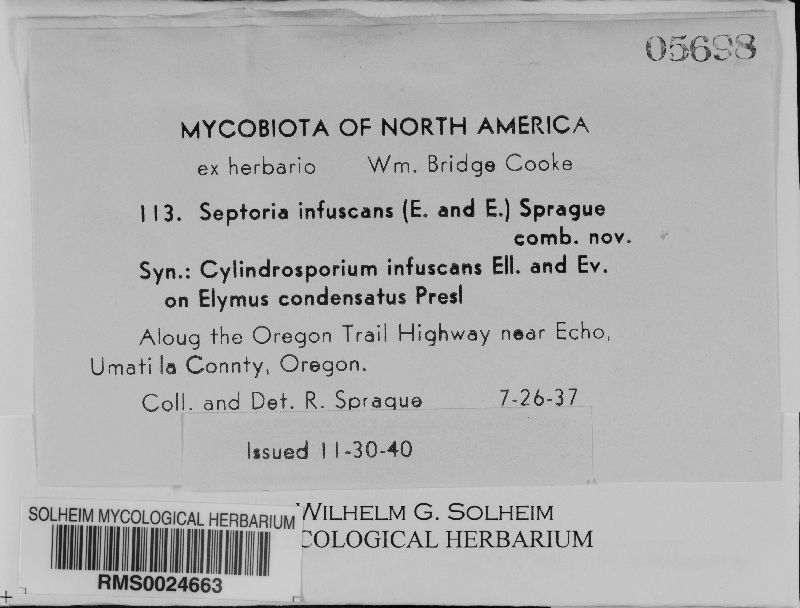 05698
MYCOBIOTA OF NORTH AMERICA
ex herbario Wm. Bridge Cooke
113. Septoria infuscans (E. and E.) Sprague
comb. nov.
Syn.: Cylindrosporium infuscans Ell. and Ev.
on Elymus condensatus Presl
Aloug the Oregon Trail Highway near Echo,
Umati la Connty, Oregon.
Coll. and Det. R. Sprague 7-26-37
Issued 11-30-40
WILHELM G. SOLHEIM
COLOGICAL HERBARIUM
SOLHEIM MYCOLOGICAL HERBARIUM
RMS0024663